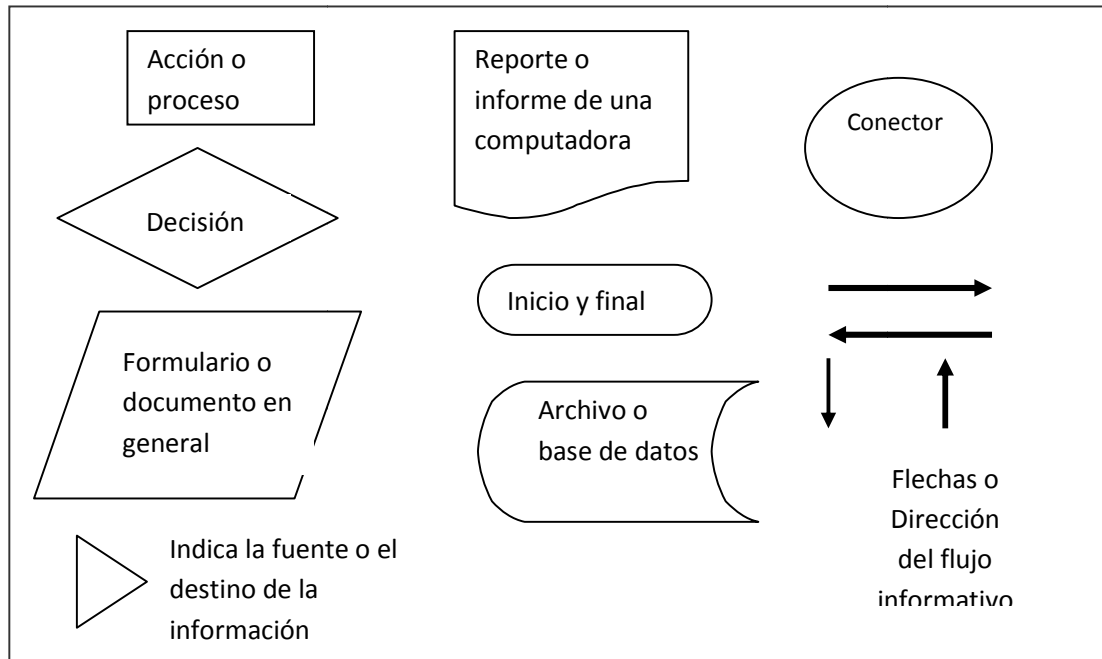 Acción o
proceso
Decisión
Formulario o
documento en
general
Indica la fuente o el
destino de la
información
Reporte o
informe de una
computadora
Inicio y final
Archivo o
base de datos
Conector
Flechas o
Dirección
del flujo
informativo